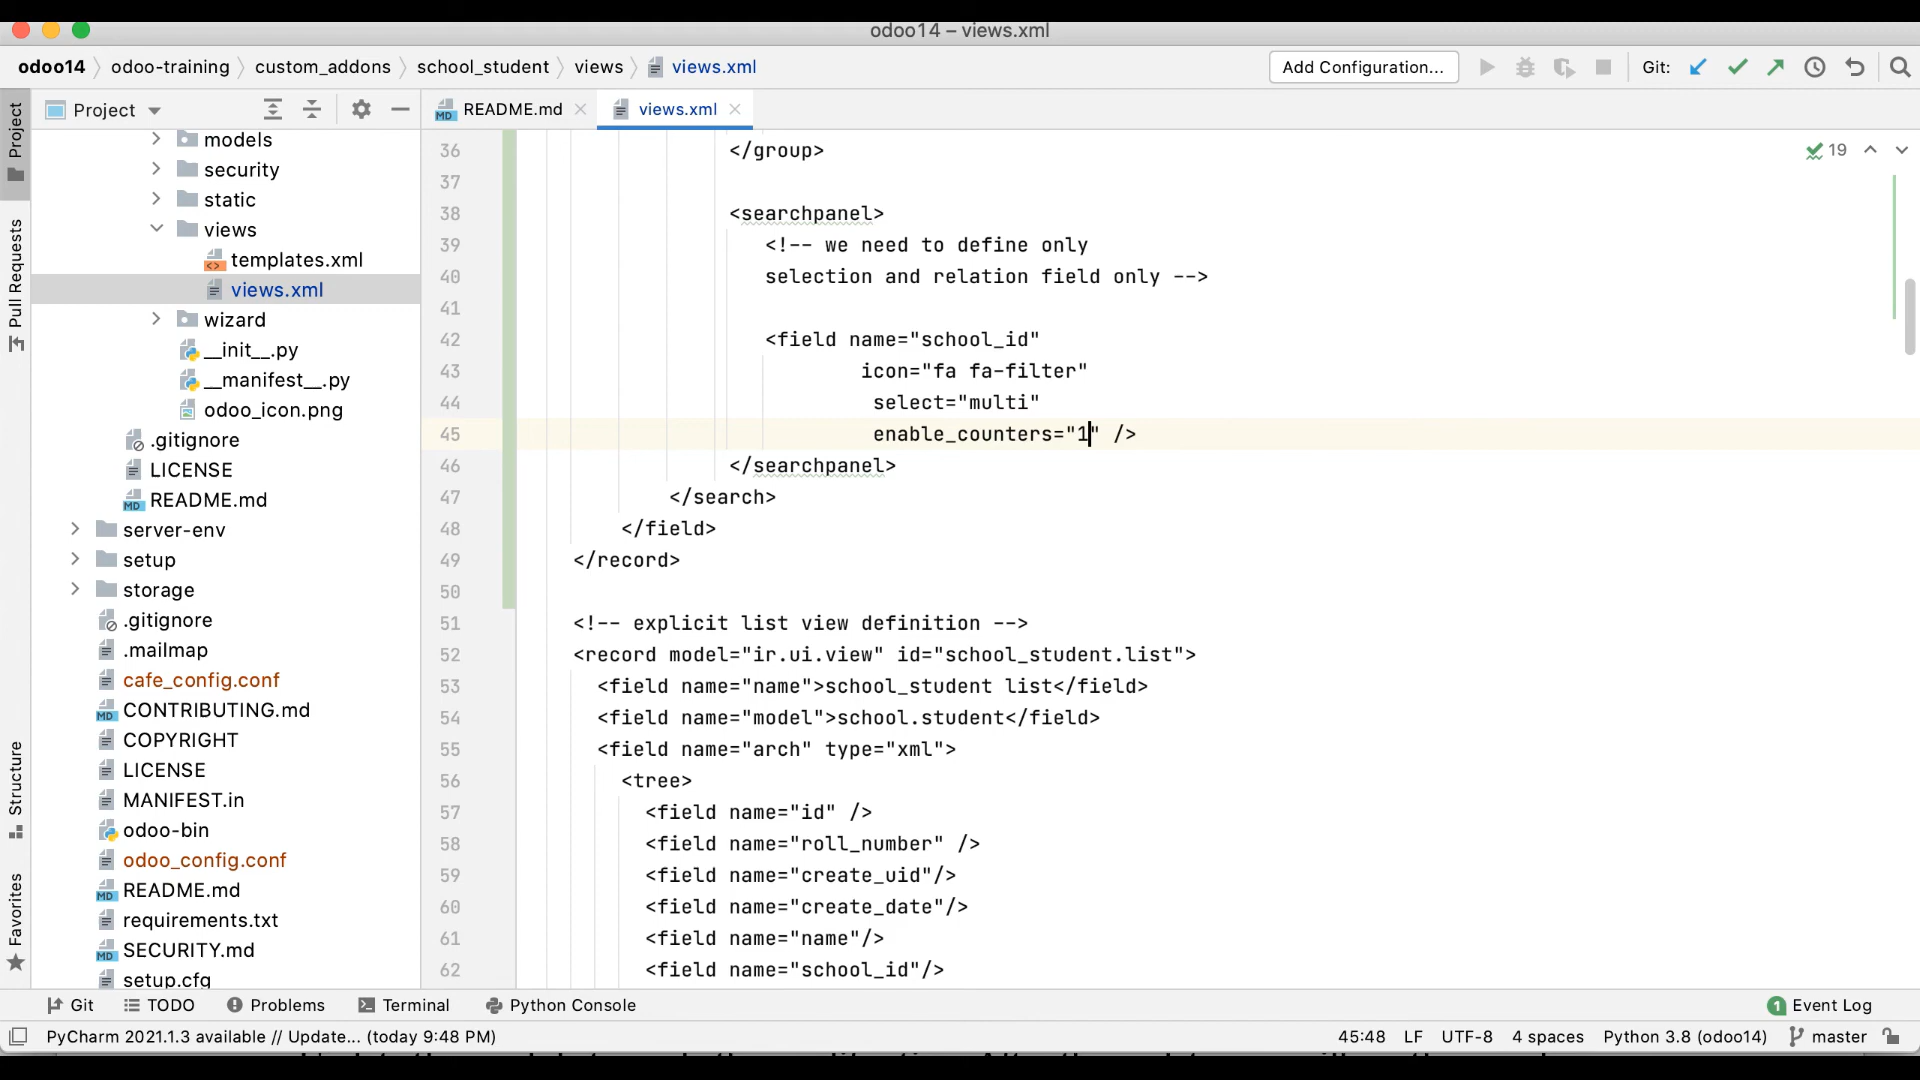 odoo14 – views.xml
odoo14 〉 odoo-training 〉 custom_addons 〉 school_student 〉 views 〉 views.xml
Add Configuration...
Git:
Project
README.md
views.xml
Project
Pull Requests
Structure
Favorites
models
security
static
views
templates.xml
views.xml
wizard
__init__.py
__manifest__.py
odoo_icon.png
.gitignore
LICENSE
README.md
server-env
setup
storage
.gitignore
.mailmap
cafe_config.conf
CONTRIBUTING.md
COPYRIGHT
LICENSE
MANIFEST.in
odoo-bin
odoo_config.conf
README.md
requirements.txt
SECURITY.md
setup.cfg
19
36 </group>
37
38 <searchpanel>
39 <!-- we need to define only
40 selection and relation field only -->
41
42 <field name="school_id"
43 icon="fa fa-filter"
44 select="multi"
45 enable_counters="1" />
46 </searchpanel>
47 </search>
48 </field>
49 </record>
50
51 <!-- explicit list view definition -->
52 <record model="ir.ui.view" id="school_student.list">
53 <field name="name">school_student list</field>
54 <field name="model">school.student</field>
55 <field name="arch" type="xml">
56 <tree>
57 <field name="id" />
58 <field name="roll_number" />
59 <field name="create_uid"/>
60 <field name="create_date"/>
61 <field name="name"/>
62 <field name="school_id"/>
Git
TODO
Problems
Terminal
Python Console
1 Event Log
PyCharm 2021.1.3 available // Update... (today 9:48 PM)
45:48 LF UTF-8 4 spaces Python 3.8 (odoo14) master